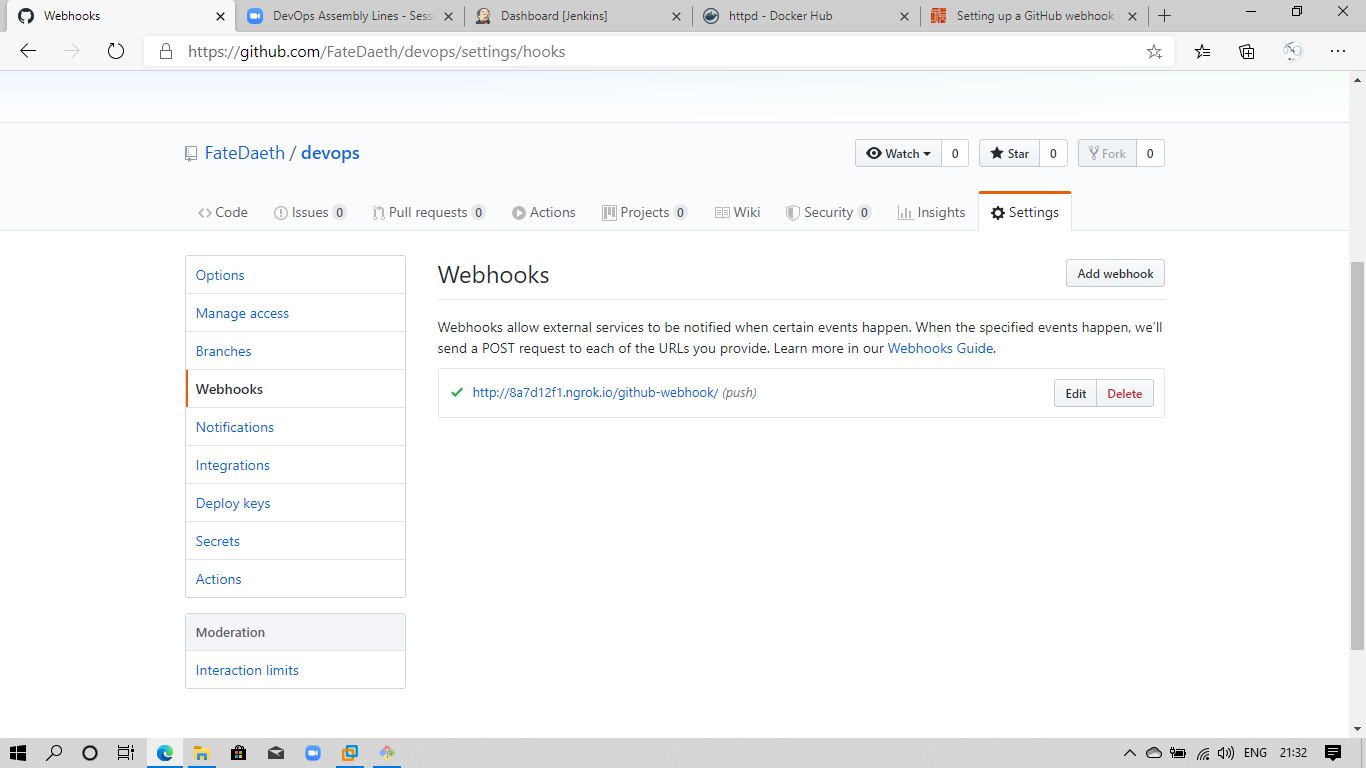 Webhooks
DevOps Assembly Lines - Sess
Dashboard [Jenkins]
httpd - Docker Hub
Setting up a GitHub webhook
https://github.com/FateDaeth/devops/settings/hooks
FateDaeth / devops
Watch 0
Star 0
Fork 0
Code
Issues 0
Pull requests 0
Actions
Projects 0
Wiki
Security 0
Insights
Settings
Options
Manage access
Branches
Webhooks
Notifications
Integrations
Deploy keys
Secrets
Actions
Moderation
Interaction limits
Webhooks
Add webhook
Webhooks allow external services to be notified when certain events happen. When the specified events happen, we'll
send a POST request to each of the URLs you provide. Learn more in our Webhooks Guide.
http://8a7d12f1.ngrok.io/github-webhook/ (push)
Edit
Delete
ENG
21:32